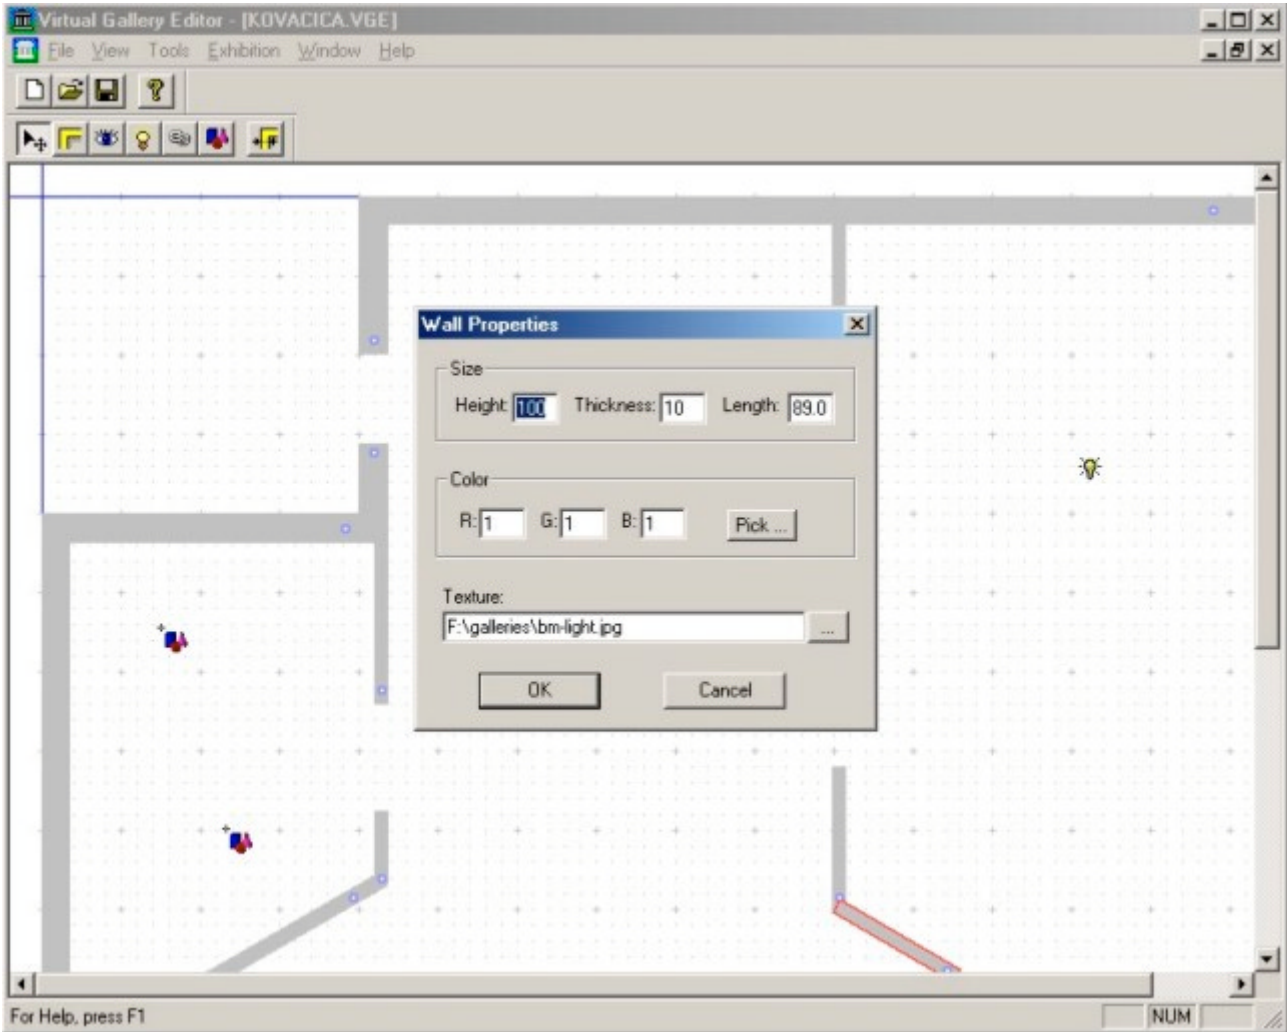 Virtual Gallery Editor - [KOVACICA.VGE]
File View Tools Exhibition Window Help
Wall Properties
Size
Height: 100 Thickness: 10 Length: 89.0
Color
R: 1 G: 1 B: 1 Pick ...
Texture:
F:\galleries\bm-light.jpg ...
OK Cancel
For Help, press F1 NUM